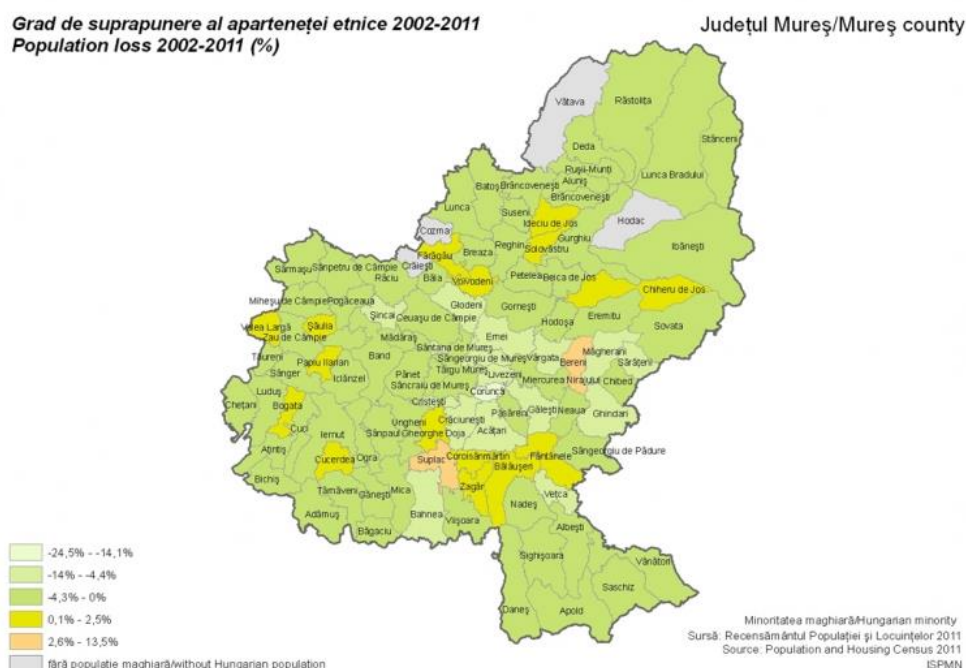 Grad de suprapunere al apartenței etnice 2002-2011
Population loss 2002-2011 (%)
Județul Mureș/Mureș county
Vătava
Răstolița
Stânceni
Deda
Rușii-Munți
Aluniș
Lunca Bradului
Brâncovenești
Batoș
Brâncovenești
Lunca
Suseni
Ideciu de Jos
Hodac
Cozma
Gurghiu
Solovăstru
Ibănești
Reghin
Fărăgău
Breaza
Crăiești
Sărmașu
Sânpetru de Câmpie
Râciu
Băla
Voivodeni
Petelea
Beica de Jos
Chiheru de Jos
Miheșu de Câmpie
Pogăceaua
Glodeni
Gornești
Șincai
Ceuașu de Câmpie
Hodoșa
Eremitu
Sovata
Valea Largă
Șăulia
Zau de Câmpie
Mădăraș
Ernei
Sântana de Mureș
Tăureni
Papiu Ilarian
Band
Sângeorgiu de Mureș
Vărgata
Măgherani
Bereni
Sărățeni
Sânger
Iclănzel
Pănet
Târgu Mureș
Livezeni
Sâncraiu de Mureș
Miercurea Nirajului
Chibed
Luduș
Chețani
Corunca
Cristești
Bogata
Păsăreni
Gălești
Neaua
Ghindari
Cuci
Iernut
Ungheni
Crăciunești
Sânpaul
Gheorghe Doja
Acățari
Ațintiș
Ogra
Suplac
Coroisânmărtin
Fântânele
Sângeorgiu de Pădure
Cucerdea
Bălăușeri
Bichiș
Zagăr
Târnăveni
Gănești
Mica
Vețca
Nadeș
Adămuș
Bahnea
Viișoara
Băgaciu
Albești
Sighișoara
Vânători
Saschiz
Daneș
Apold
-24,5% - -14,1%
-14% - -4,4%
-4,3% - 0%
0,1% - 2,5%
2,6% - 13,5%
fără populație maghiară/without Hungarian population
Minoritatea maghiară/Hungarian minority
Sursă: Recensământul Populației și Locuințelor 2011
Source: Population and Housing Census 2011
ISPMN